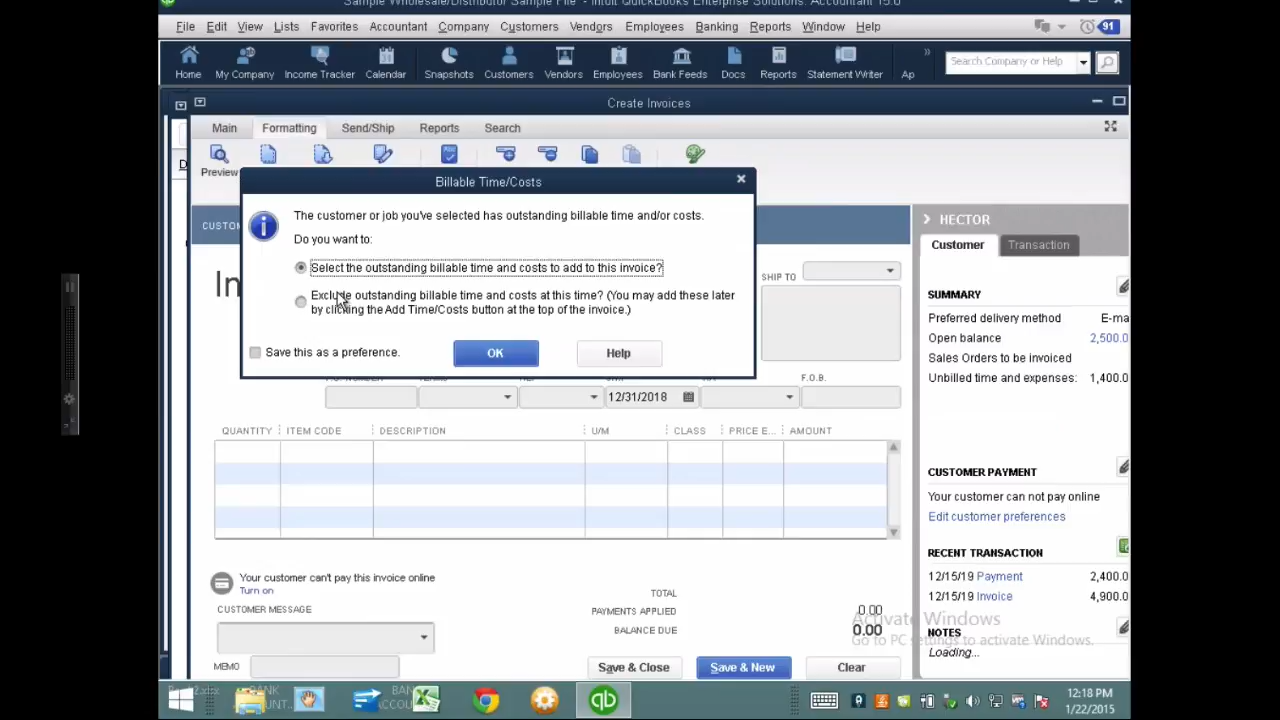 Sample Wholesale/Distributor Sample File - Intuit QuickBooks Enterprise Solutions: Accountant 15.0
File Edit View Lists Favorites Accountant Company Customers Vendors Employees Banking Reports Window Help
91
Home My Company Income Tracker Calendar Snapshots Customers Vendors Employees Bank Feeds Docs Reports Statement Writer Ap
Search Company or Help
Create Invoices
Main Formatting Send/Ship Reports Search
Preview
Billable Time/Costs
The customer or job you've selected has outstanding billable time and/or costs.
Do you want to:
Select the outstanding billable time and costs to add to this invoice?
Exclude outstanding billable time and costs at this time? (You may add these later
by clicking the Add Time/Costs button at the top of the invoice.)
Save this as a preference.
OK
Help
D
CUSTOM
In
SHIP TO
F.O.B.
12/31/2018
QUANTITY ITEM CODE DESCRIPTION U/M CLASS PRICE E... AMOUNT
Your customer can't pay this invoice online
Turn on
CUSTOMER MESSAGE
MEMO
TOTAL
PAYMENTS APPLIED 0.00
BALANCE DUE 0.00
Save & Close
Save & New
Clear
HECTOR
Customer Transaction
SUMMARY
Preferred delivery method E-ma
Open balance 2,500.0
Sales Orders to be invoiced
Unbilled time and expenses: 1,400.0
CUSTOMER PAYMENT
Your customer can not pay online
Edit customer preferences
RECENT TRANSACTION
12/15/19 Payment 2,400.0
12/15/19 Invoice 4,900.0
NOTES
Loading...
Activate Windows
Go to PC settings to activate Windows.
12:18 PM
1/22/2015